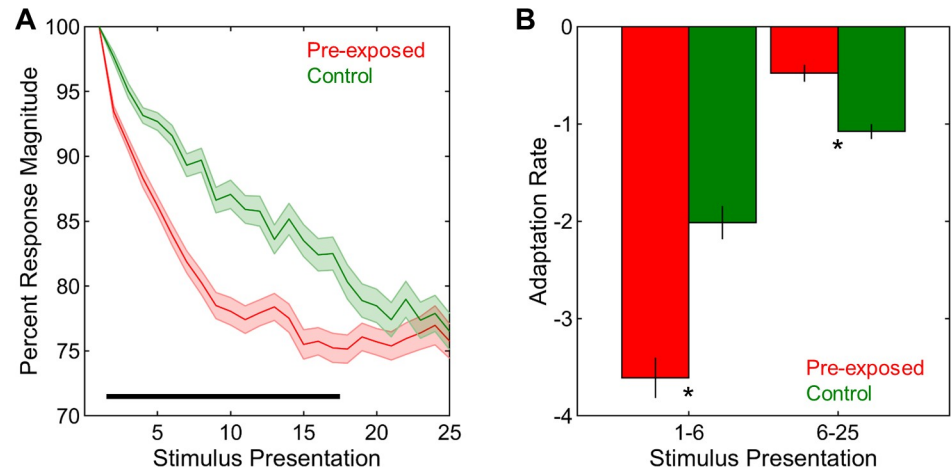 A
Percent Response Magnitude
100
95
90
85
80
75
70
Pre-exposed
Control
5
10
15
20
25
Stimulus Presentation
B
Adaptation Rate
0
-1
-2
-3
-4
*
*
Pre-exposed
Control
1-6
6-25
Stimulus Presentation